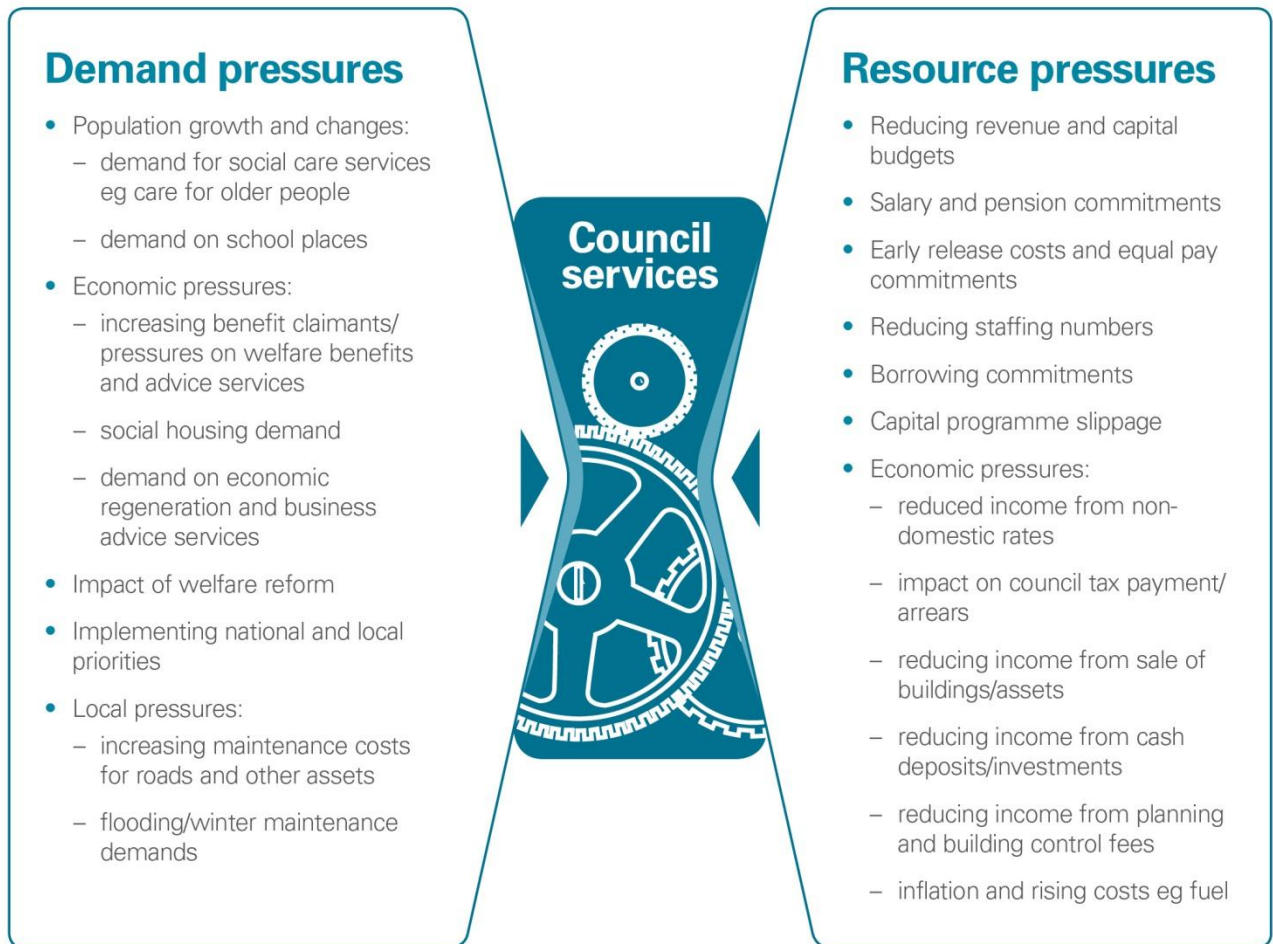 Demand pressures
• Population growth and changes:
– demand for social care services
eg care for older people
– demand on school places
• Economic pressures:
– increasing benefit claimants/
pressures on welfare benefits
and advice services
– social housing demand
– demand on economic
regeneration and business
advice services
• Impact of welfare reform
• Implementing national and local
priorities
• Local pressures:
– increasing maintenance costs
for roads and other assets
– flooding/winter maintenance
demands
Council
services
Resource pressures
• Reducing revenue and capital
budgets
• Salary and pension commitments
• Early release costs and equal pay
commitments
• Reducing staffing numbers
• Borrowing commitments
• Capital programme slippage
• Economic pressures:
– reduced income from non-
domestic rates
– impact on council tax payment/
arrears
– reducing income from sale of
buildings/assets
– reducing income from cash
deposits/investments
– reducing income from planning
and building control fees
– inflation and rising costs eg fuel